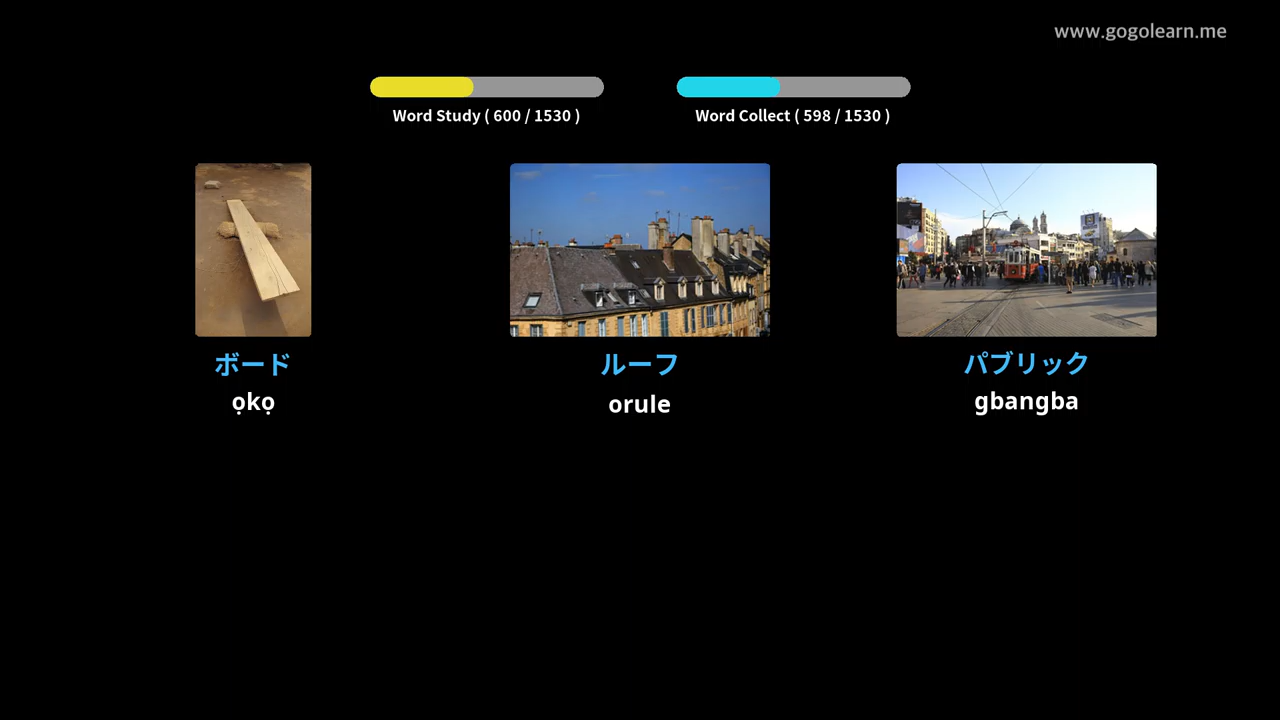 www.gogolearn.me
Word Study ( 600 / 1530 )
Word Collect ( 598 / 1530 )
ボード
ọkọ
ルーフ
orule
パブリック
gbangba